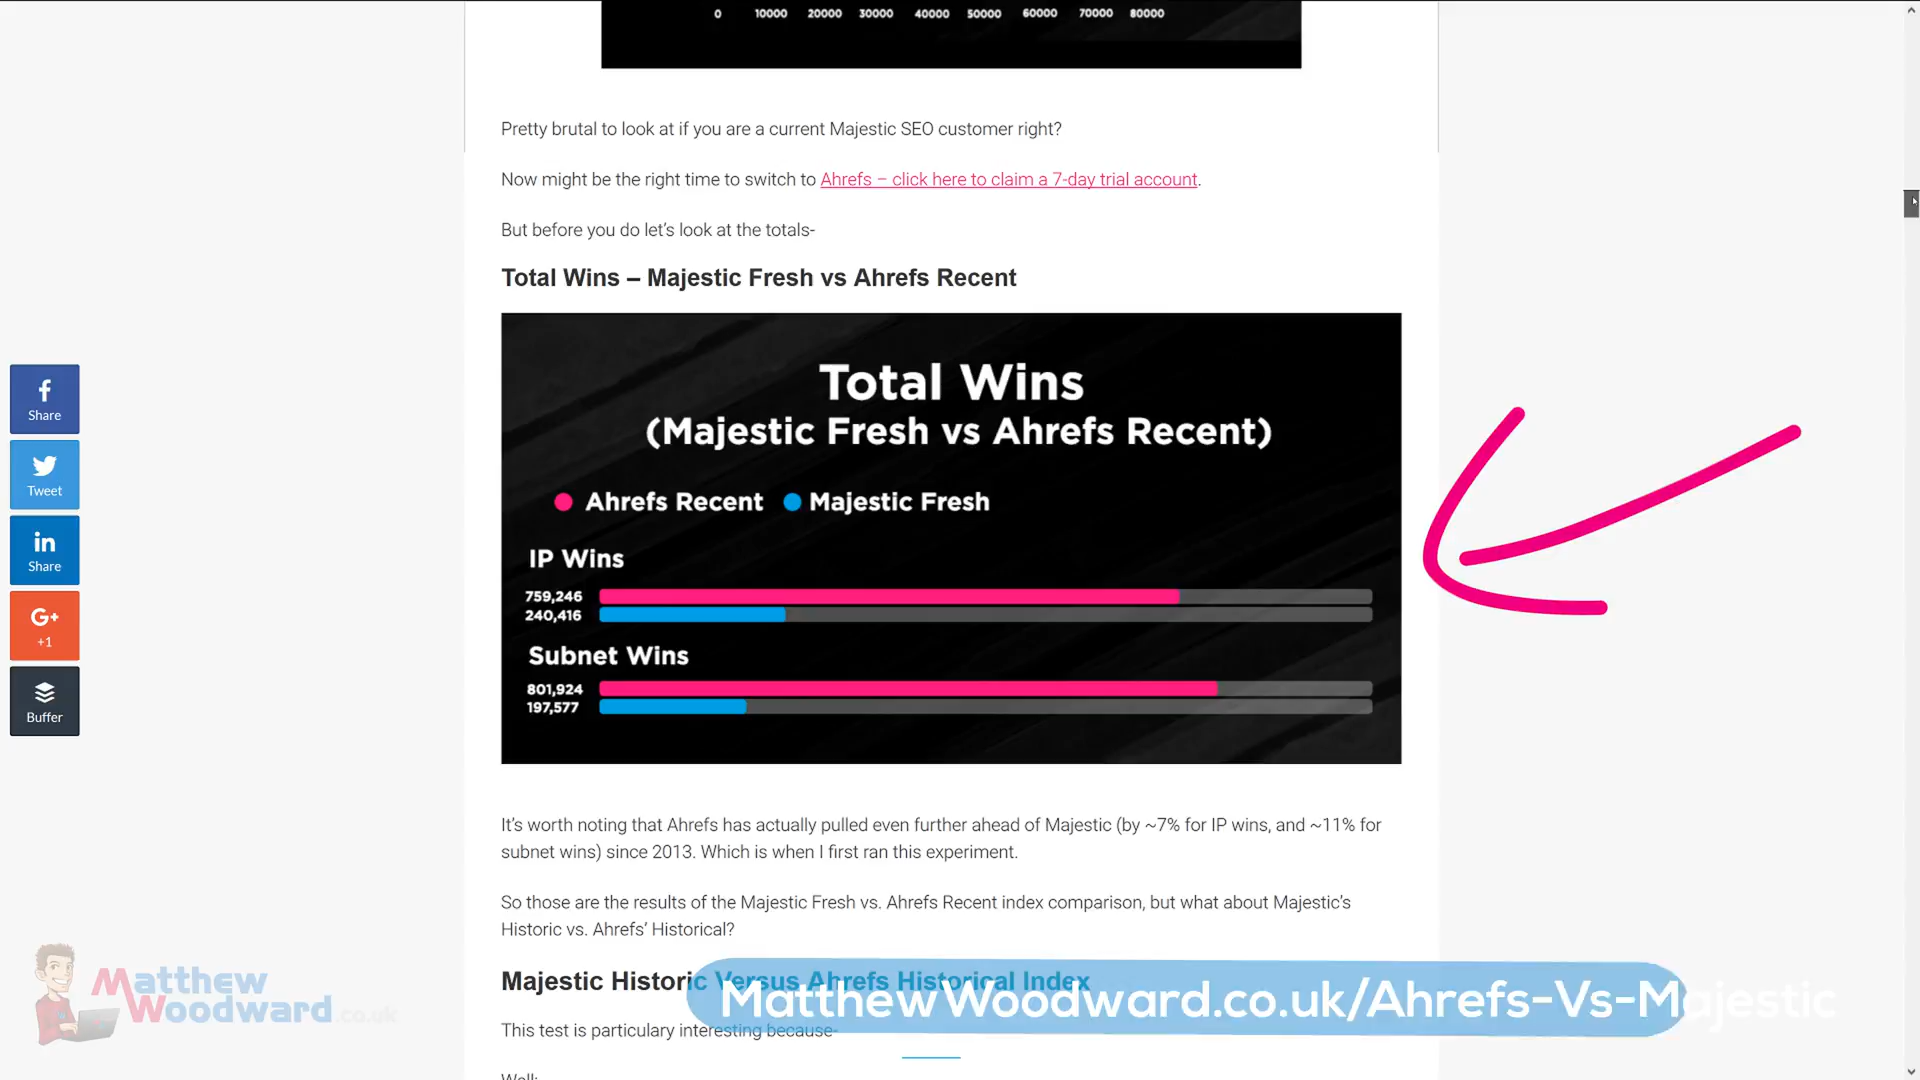 0 10000 20000 30000 40000 50000 60000 70000 80000
Pretty brutal to look at if you are a current Majestic SEO customer right?
Now might be the right time to switch to Ahrefs – click here to claim a 7-day trial account.
But before you do let's look at the totals-
Total Wins – Majestic Fresh vs Ahrefs Recent
Total Wins
(Majestic Fresh vs Ahrefs Recent)
Ahrefs Recent Majestic Fresh
IP Wins
759,246
240,416
Subnet Wins
801,924
197,577
Share
Tweet
in
Share
G+
+1
Buffer
It's worth noting that Ahrefs has actually pulled even further ahead of Majestic (by ~7% for IP wins, and ~11% for
subnet wins) since 2013. Which is when I first ran this experiment.
So those are the results of the Majestic Fresh vs. Ahrefs Recent index comparison, but what about Majestic's
Historic vs. Ahrefs' Historical?
Majestic Historic Versus Ahrefs Historical Index
This test is particulary interesting because-
Well:
Matthew
Woodward.co.uk
MatthewWoodward.co.uk/Ahrefs-Vs-Majestic